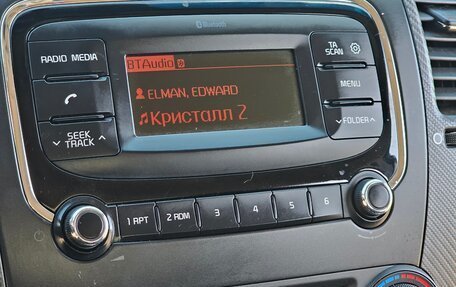 Bluetooth
RADIO MEDIA
SEEK
TRACK
BTAudio
ELMAN, EDWARD
Кристалл 2
TA
SCAN
MENU
FOLDER
1 RPT
2 RDM
3
4
5
6